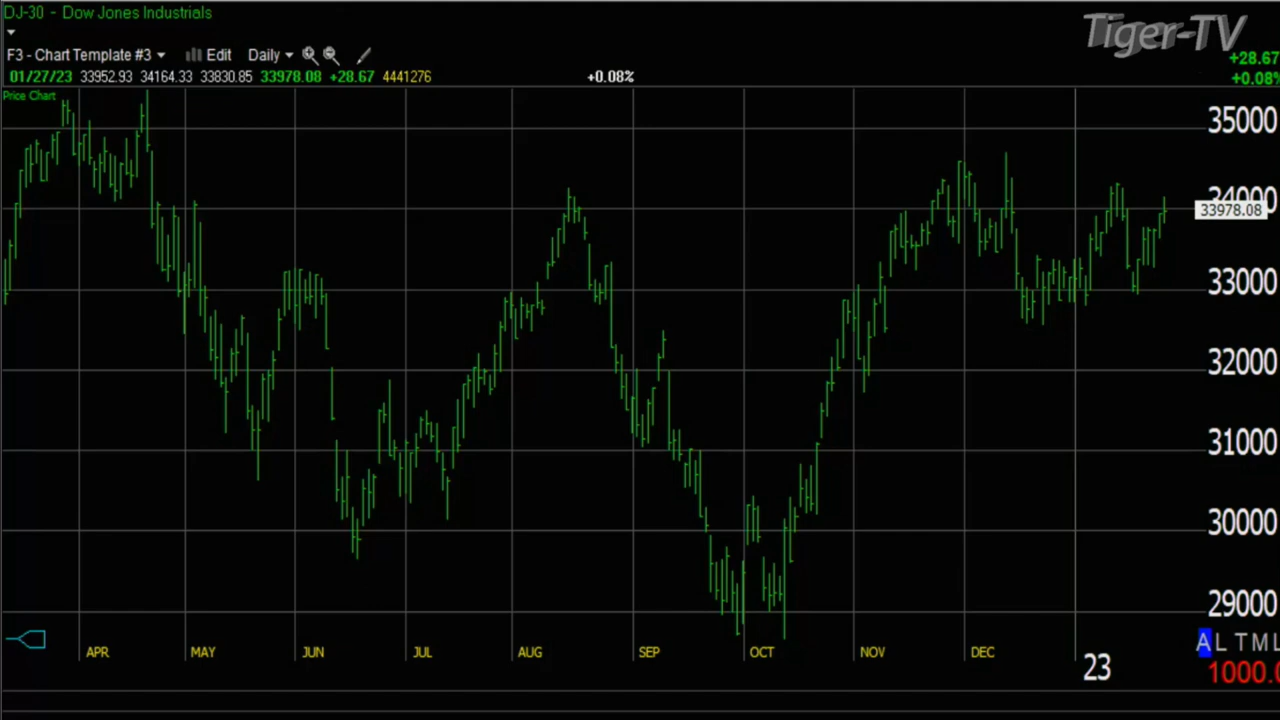 DJ-30 - Dow Jones Industrials
Tiger-TV
F3 - Chart Template #3 Edit Daily
+28.67
01/27/23 33952.93 34164.33 33830.85 33978.08 +28.67 4441276 +0.08%
+0.08%
Price Chart
35000
34000
33978.08
33000
32000
31000
30000
29000
A L T M L
APR MAY JUN JUL AUG SEP OCT NOV DEC 23
1000.0